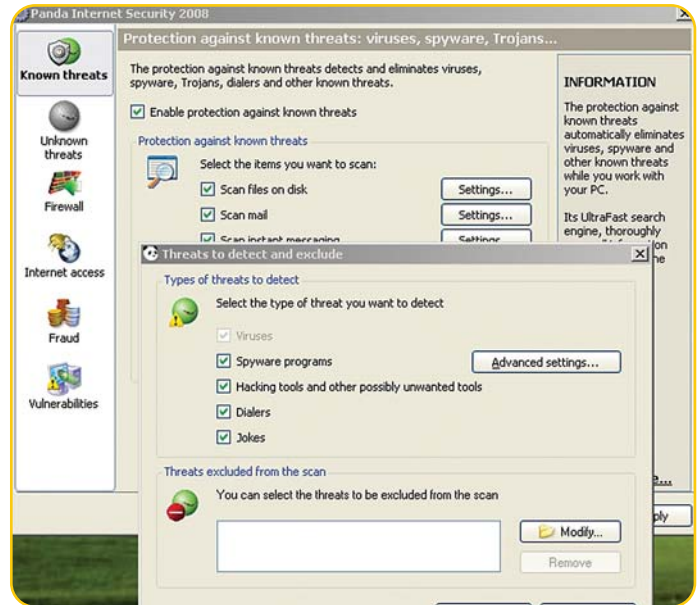 Panda Internet Security 2008
Protection against known threats: viruses, spyware, Trojans...
Known threats
Unknown
threats
Firewall
Internet access
Fraud
Vulnerabilities
The protection against known threats detects and eliminates viruses,
spyware, Trojans, dialers and other known threats.
Enable protection against known threats
Protection against known threats
Select the items you want to scan:
Scan files on disk
Settings...
Scan mail
Settings...
Scan instant messaging
Settings
INFORMATION
The protection against
known threats
automatically eliminates
viruses, spyware and
other known threats
while you work with
your PC.
Its UltraFast search
engine, thoroughly
Threats to detect and exclude
Types of threats to detect
Select the type of threat you want to detect
Viruses
Spyware programs
Advanced settings...
Hacking tools and other possibly unwanted tools
Dialers
Jokes
Threats excluded from the scan
You can select the threats to be excluded from the scan
Modify...
Remove